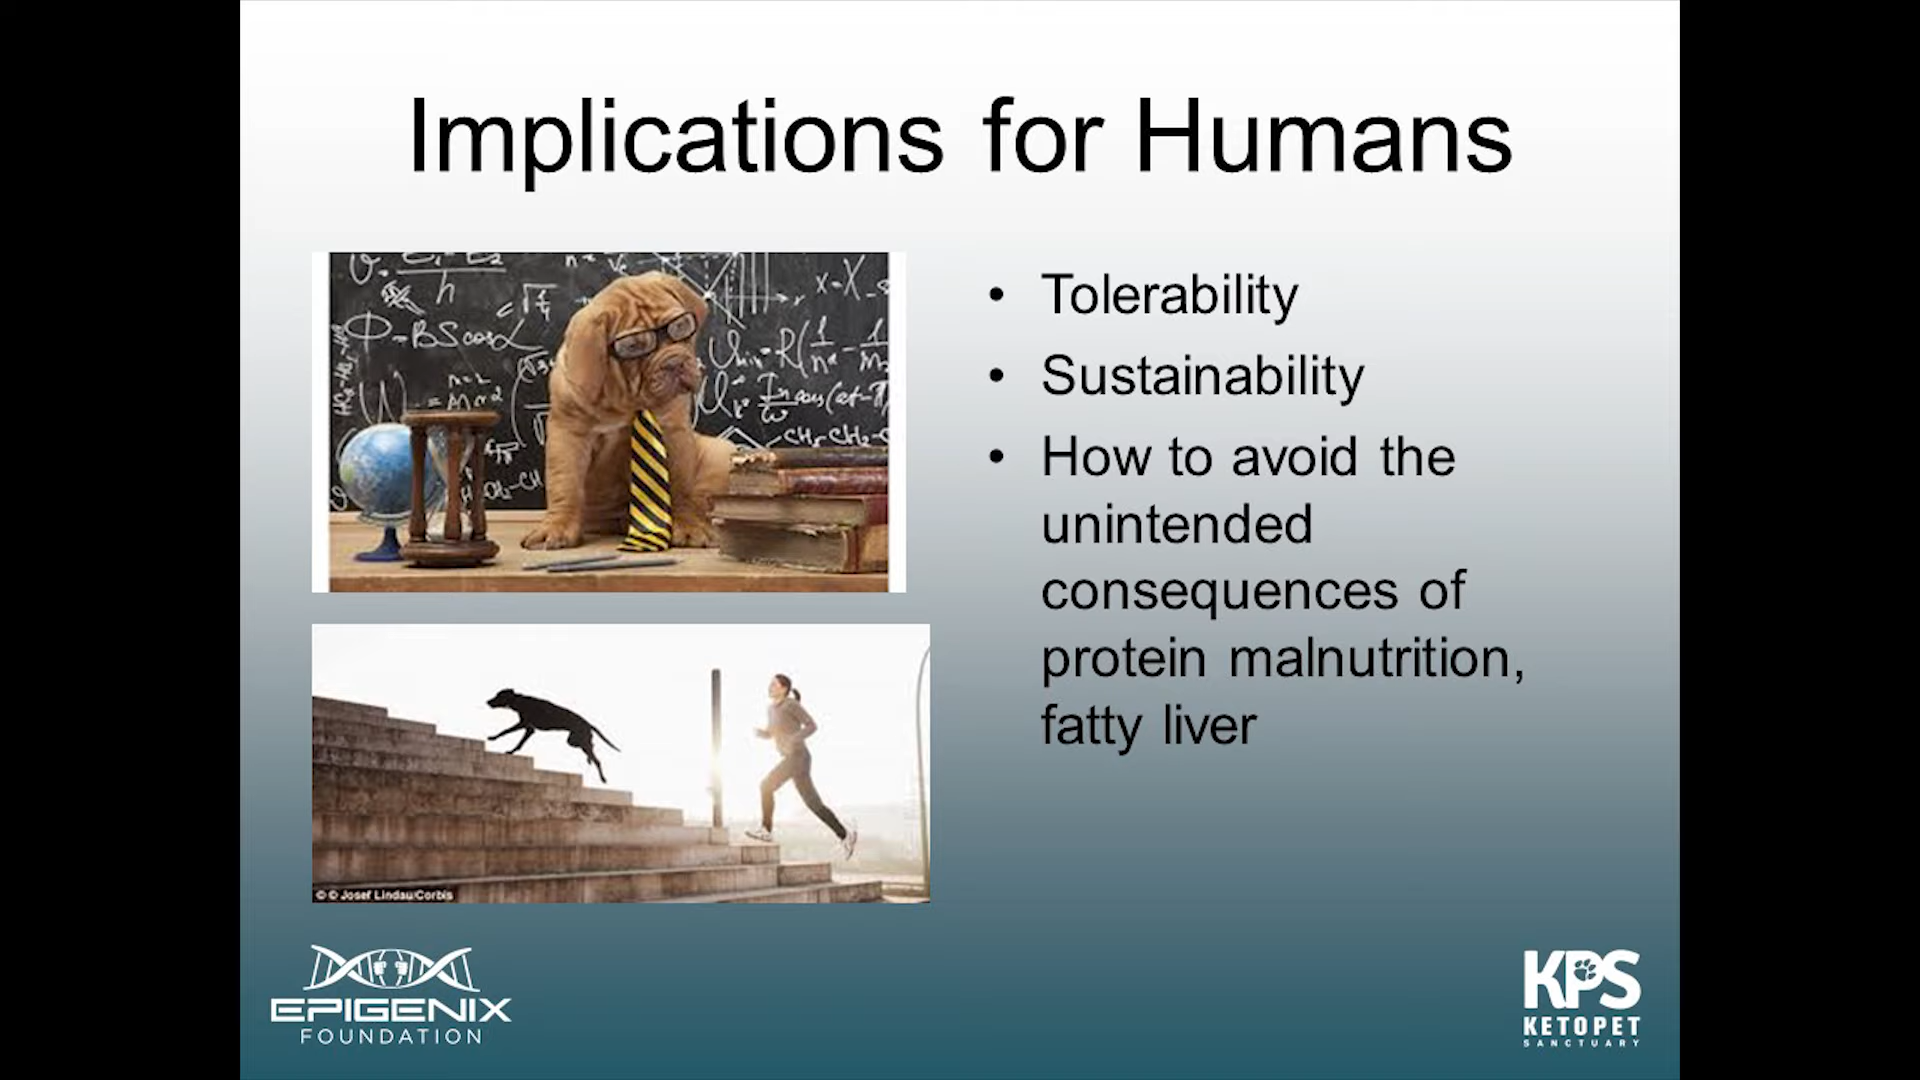 Implications for Humans
• Tolerability
• Sustainability
• How to avoid the
unintended
consequences of
protein malnutrition,
fatty liver
© © Josef Lindau/Corbis
EPIGENIX
FOUNDATION
KPS
KETOPET
SANCTUARY